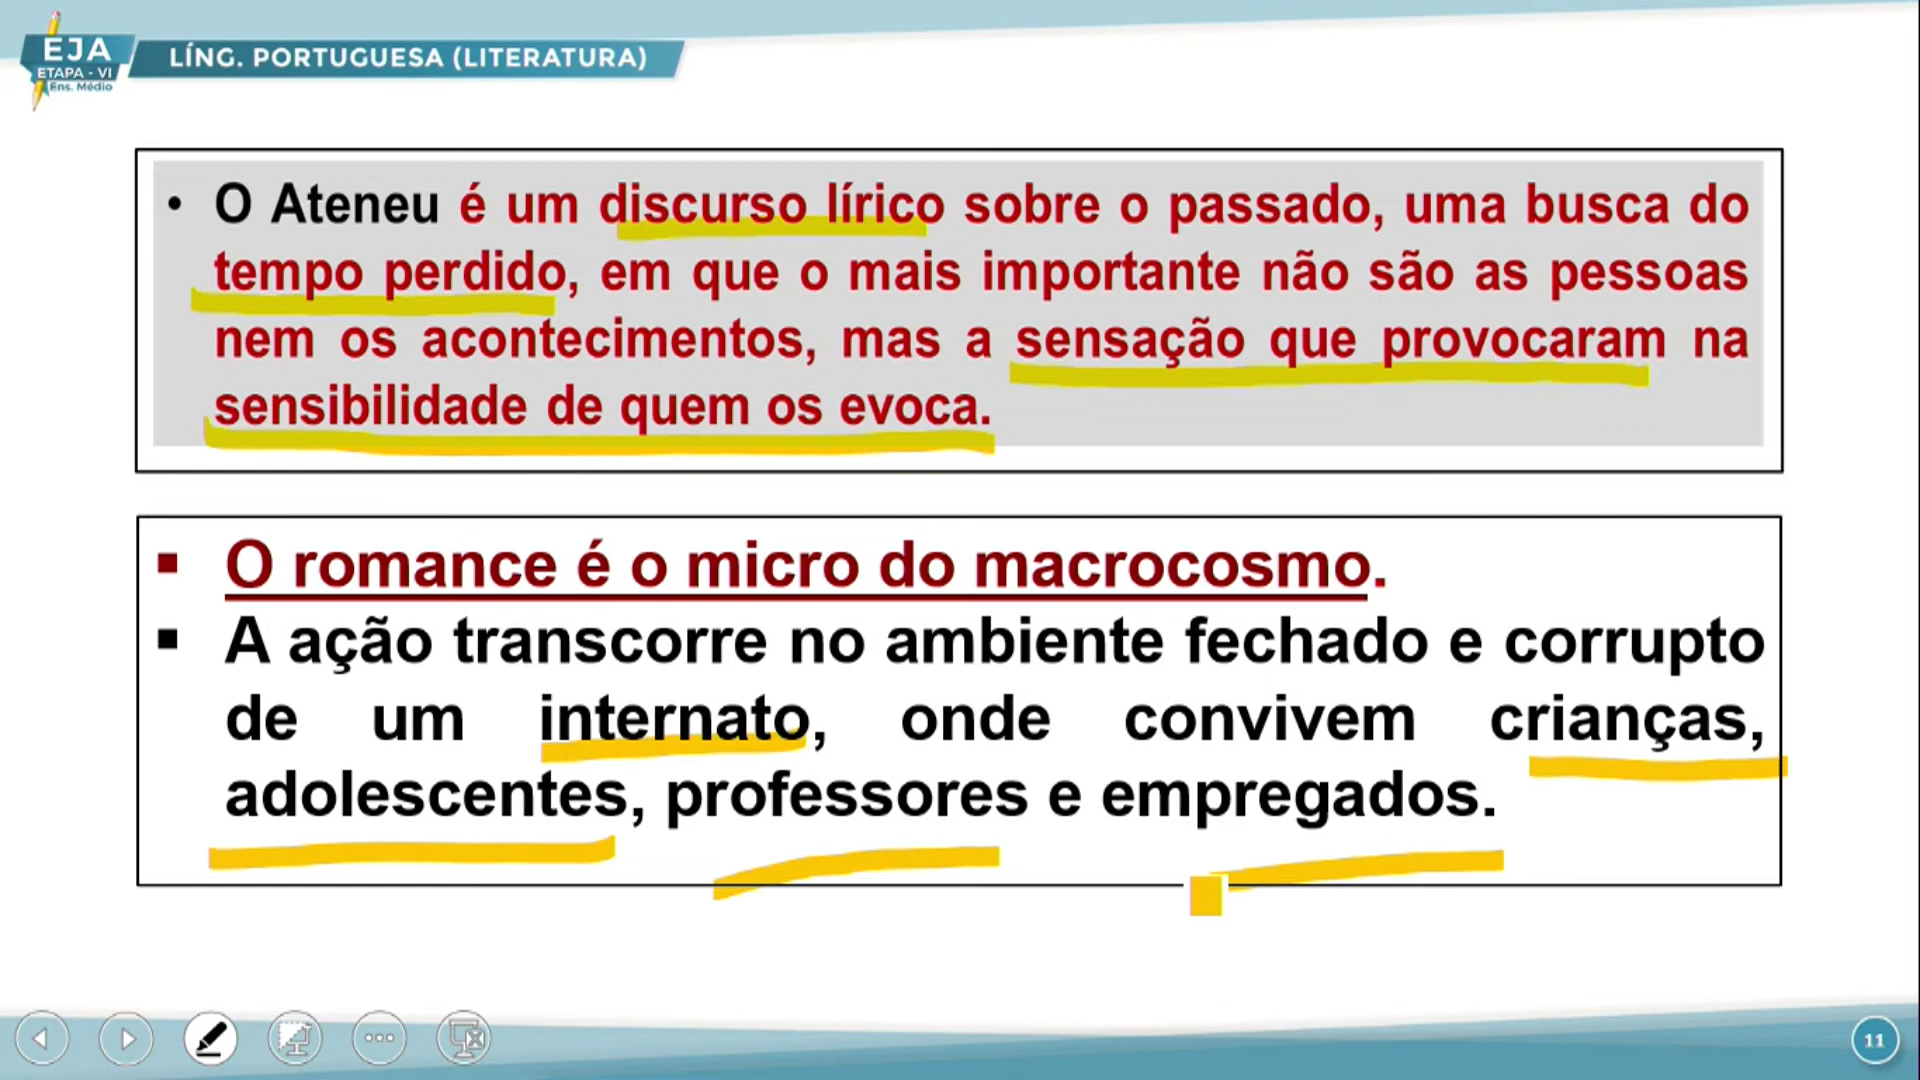 EJA
ETAPA - VI
Ens. Médio
LÍNG. PORTUGUESA (LITERATURA)
• O Ateneu é um discurso lírico sobre o passado, uma busca do
tempo perdido, em que o mais importante não são as pessoas
nem os acontecimentos, mas a sensação que provocaram na
sensibilidade de quem os evoca.
▪ O romance é o micro do macrocosmo.
▪ A ação transcorre no ambiente fechado e corrupto
de um internato, onde convivem crianças,
adolescentes, professores e empregados.
11